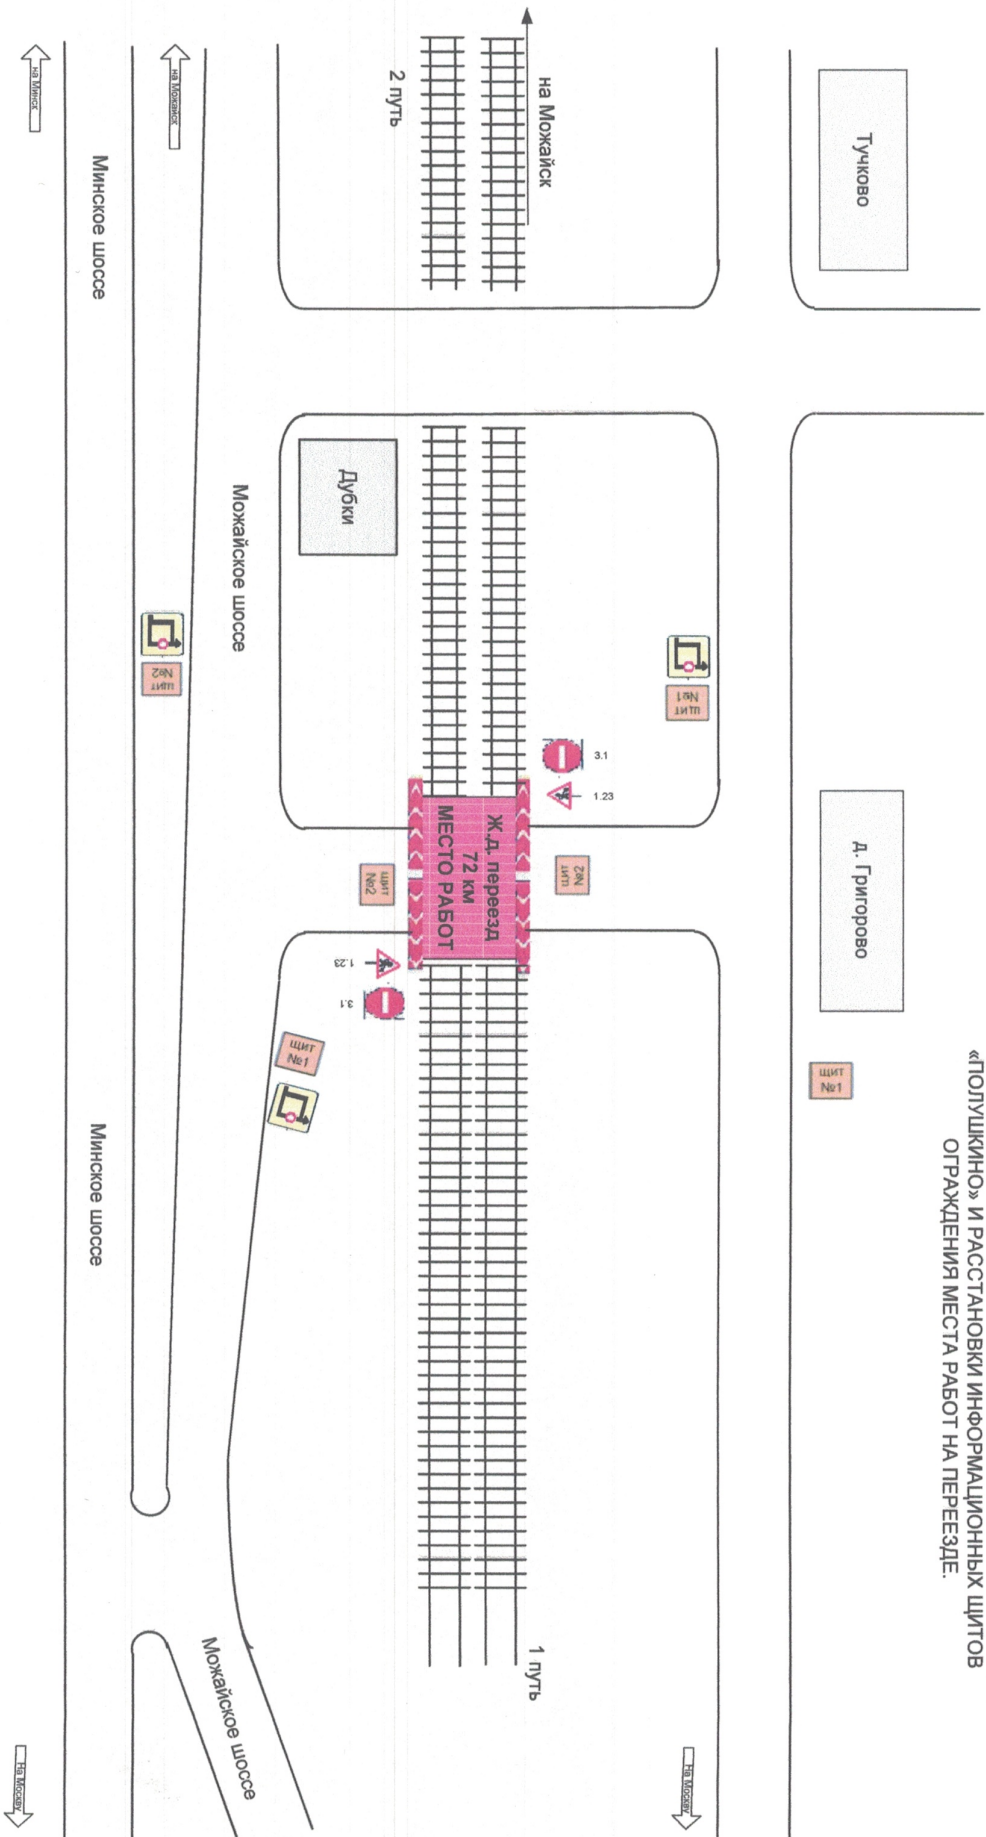 «ПОЛУШКИНО» И РАССТАНОВКИ ИНФОРМАЦИОННЫХ ЩИТОВ
ОГРАЖДЕНИЯ МЕСТА РАБОТ НА ПЕРЕЕЗДЕ.
Тучково
д. Григорово
щит
№1
щит
№1
На Москву
на Можайск
3.1
1.23
щит
№2
1 путь
2 путь
Ж.д. переезд
72 км
МЕСТО РАБОТ
Дубки
щит
№2
1.23
3.1
щит
№1
Можайское шоссе
Можайское шоссе
на Можайск
щит
№2
Минское шоссе
Минское шоссе
на Минск
На Москву